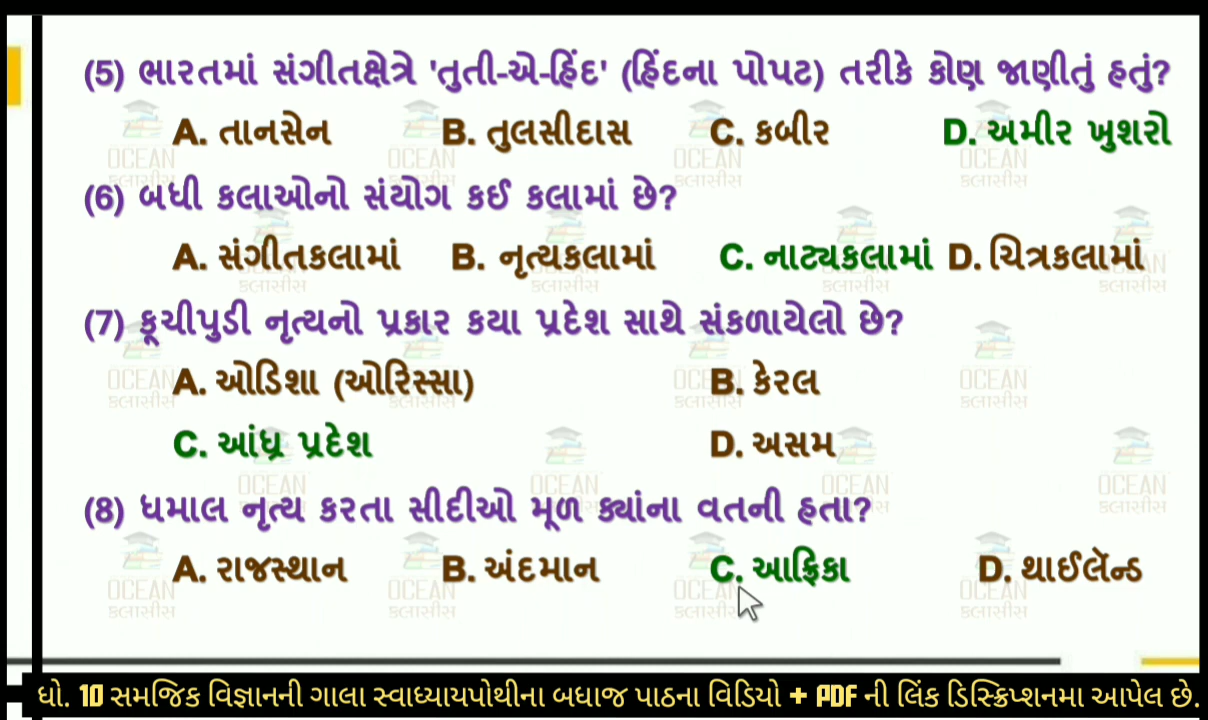 (5) ભારતમાં સંગીતક્ષેત્રે 'તુતી-એ-હિંદ' (હિંદના પોપટ) તરીકે કોણ જાણીતું હતું?
A. તાનસેન B. તુલસીદાસ C. કબીર D. અમીર ખુશરો
(6) બધી કલાઓનો સંયોગ કઈ કલામાં છે?
A. સંગીતકલામાં B. નૃત્યકલામાં C. નાટ્યકલામાં D. ચિત્રકલામાં
(7) કૂચીપુડી નૃત્યનો પ્રકાર કયા પ્રદેશ સાથે સંકળાયેલો છે?
A. ઓડિશા (ઓરિસ્સા) B. કેરલ
C. આંધ્ર પ્રદેશ D. અસમ
(8) ધમાલ નૃત્ય કરતા સીદીઓ મૂળ ક્યાંના વતની હતા?
A. રાજસ્થાન B. અંદમાન C. આફ્રિકા D. થાઈલૅન્ડ
ધો. 10 સમજિક વિજ્ઞાનની ગાલા સ્વાધ્યાયપોથીના બધાજ પાઠના વિડિયો + PDF ની લિંક ડિસ્ક્રિપ્શનમા આપેલ છે.